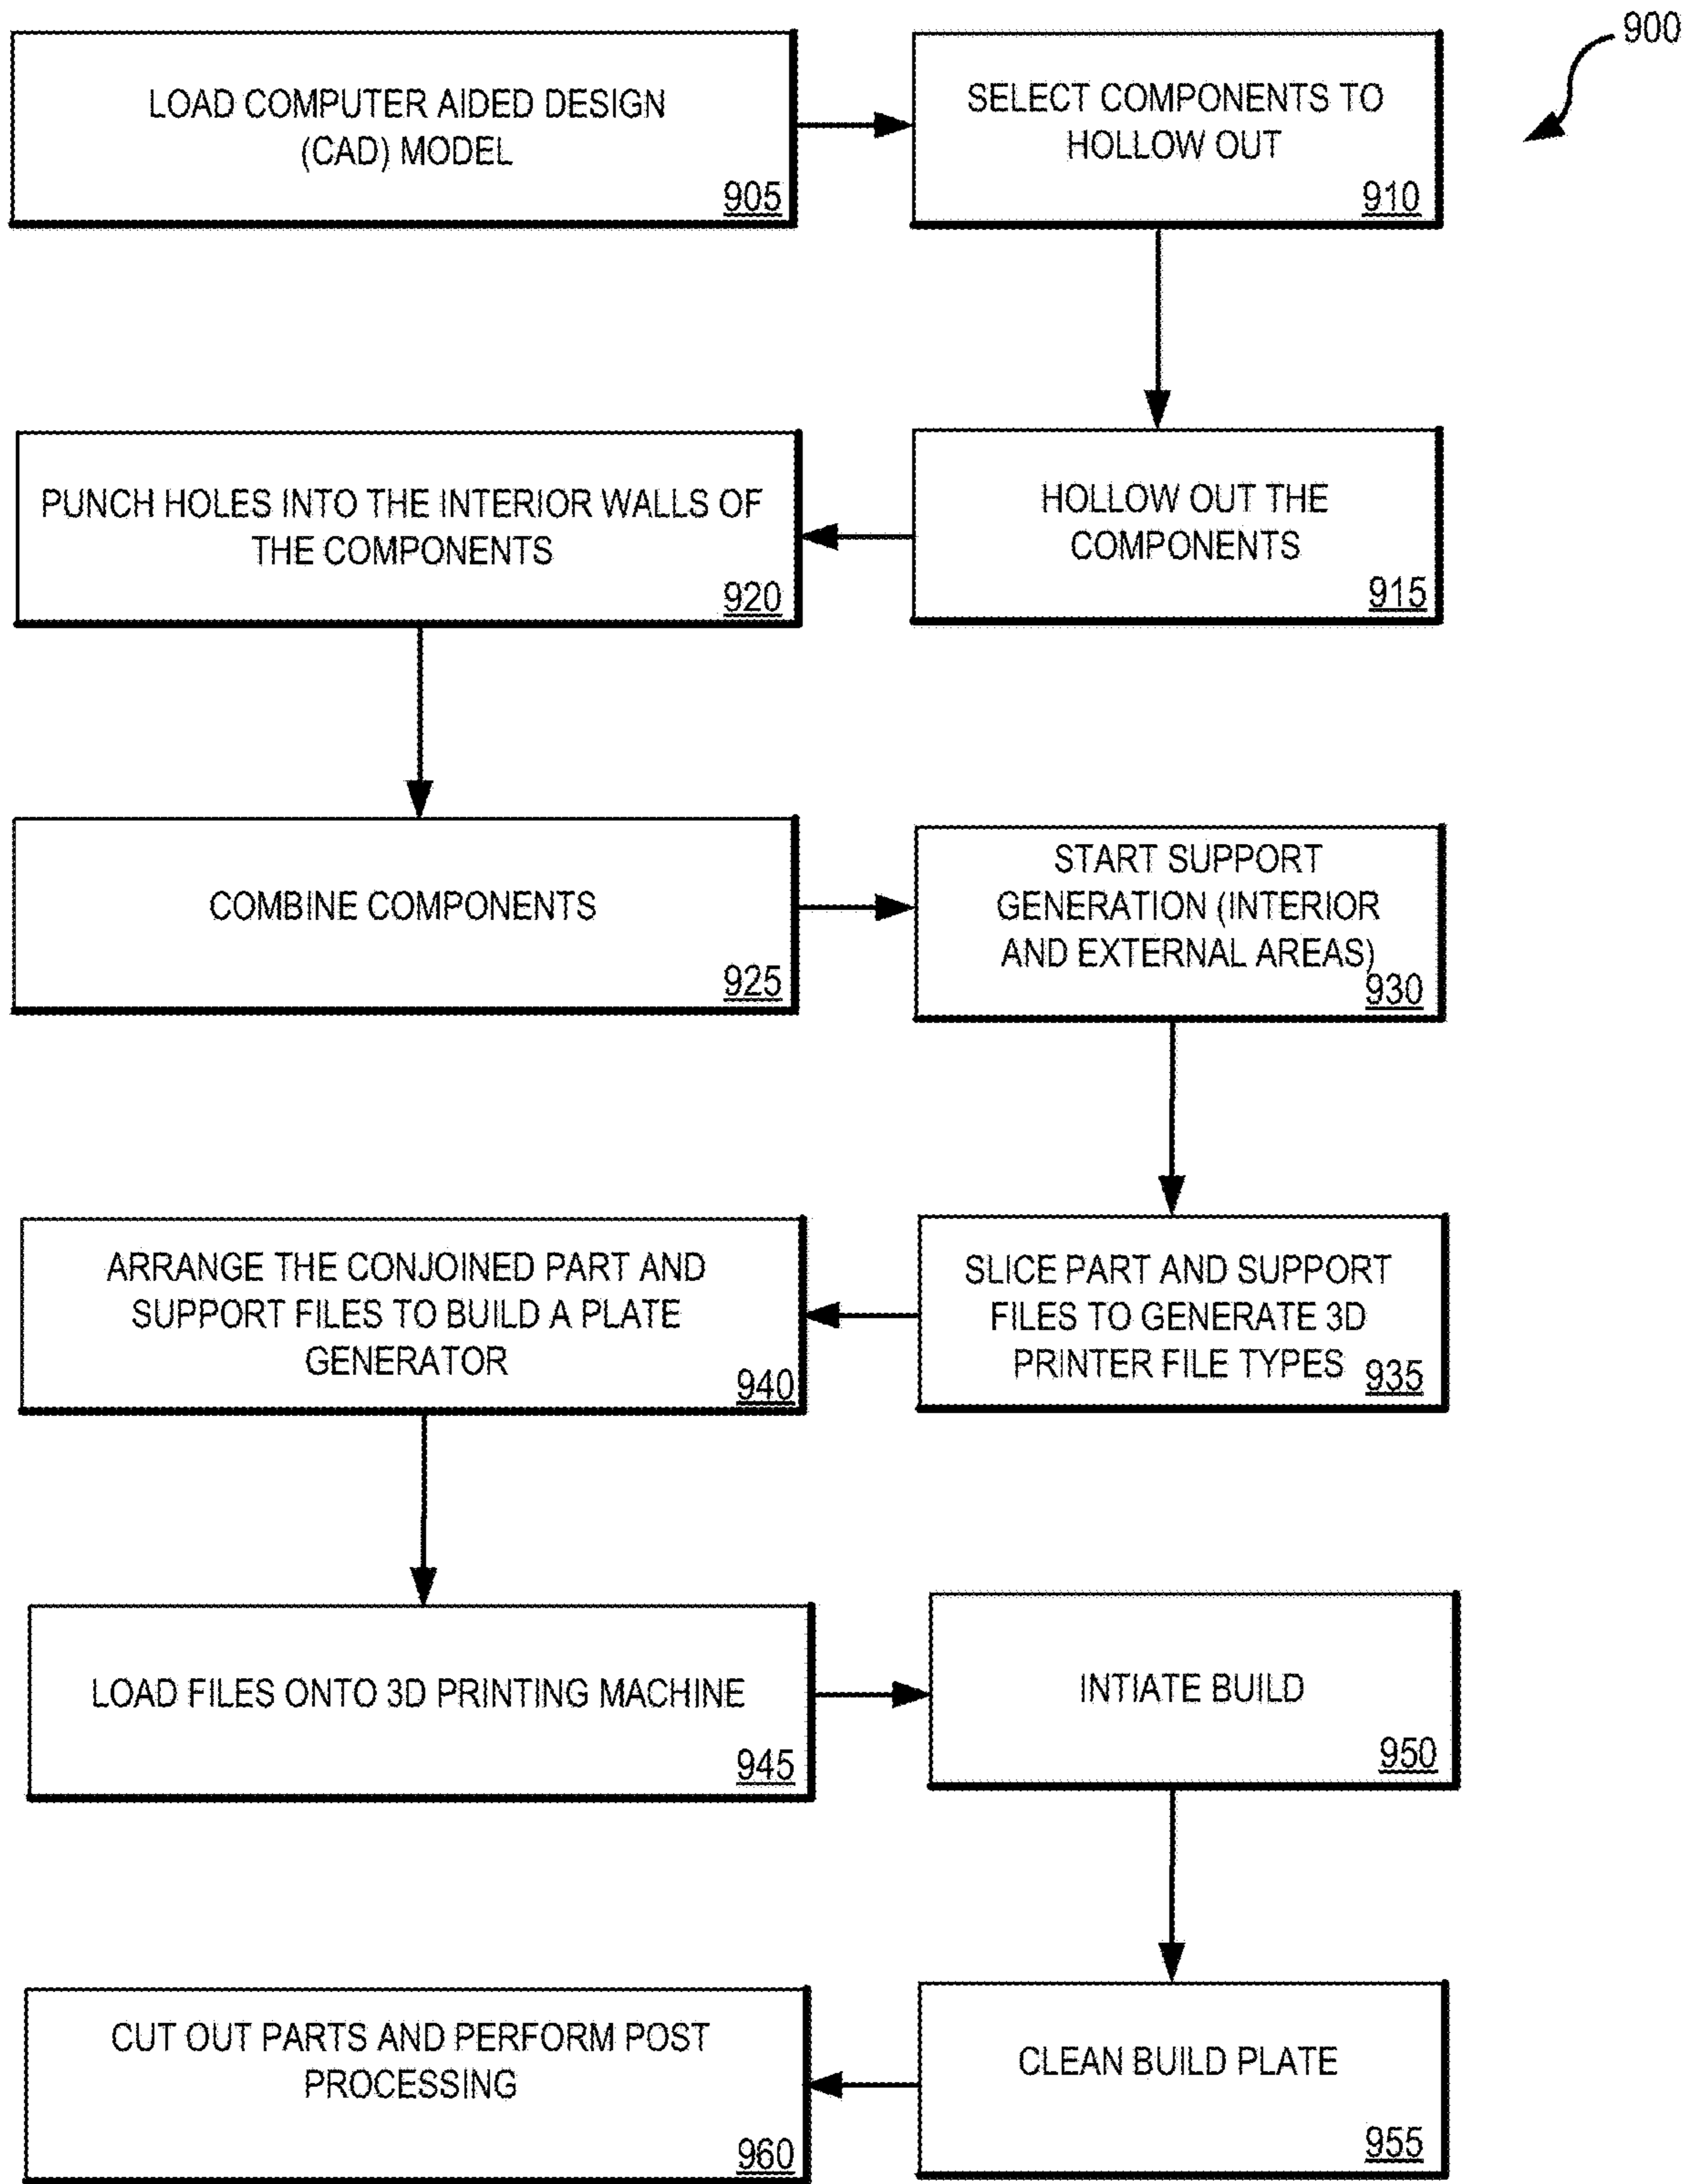 900
LOAD COMPUTER AIDED DESIGN
(CAD) MODEL
905
SELECT COMPONENTS TO
HOLLOW OUT
910
HOLLOW OUT THE
COMPONENTS
915
PUNCH HOLES INTO THE INTERIOR WALLS OF
THE COMPONENTS
920
COMBINE COMPONENTS
925
START SUPPORT
GENERATION (INTERIOR
AND EXTERNAL AREAS)
930
SLICE PART AND SUPPORT
FILES TO GENERATE 3D
PRINTER FILE TYPES
935
ARRANGE THE CONJOINED PART AND
SUPPORT FILES TO BUILD A PLATE
GENERATOR
940
LOAD FILES ONTO 3D PRINTING MACHINE
945
INTIATE BUILD
950
CLEAN BUILD PLATE
955
CUT OUT PARTS AND PERFORM POST
PROCESSING
960